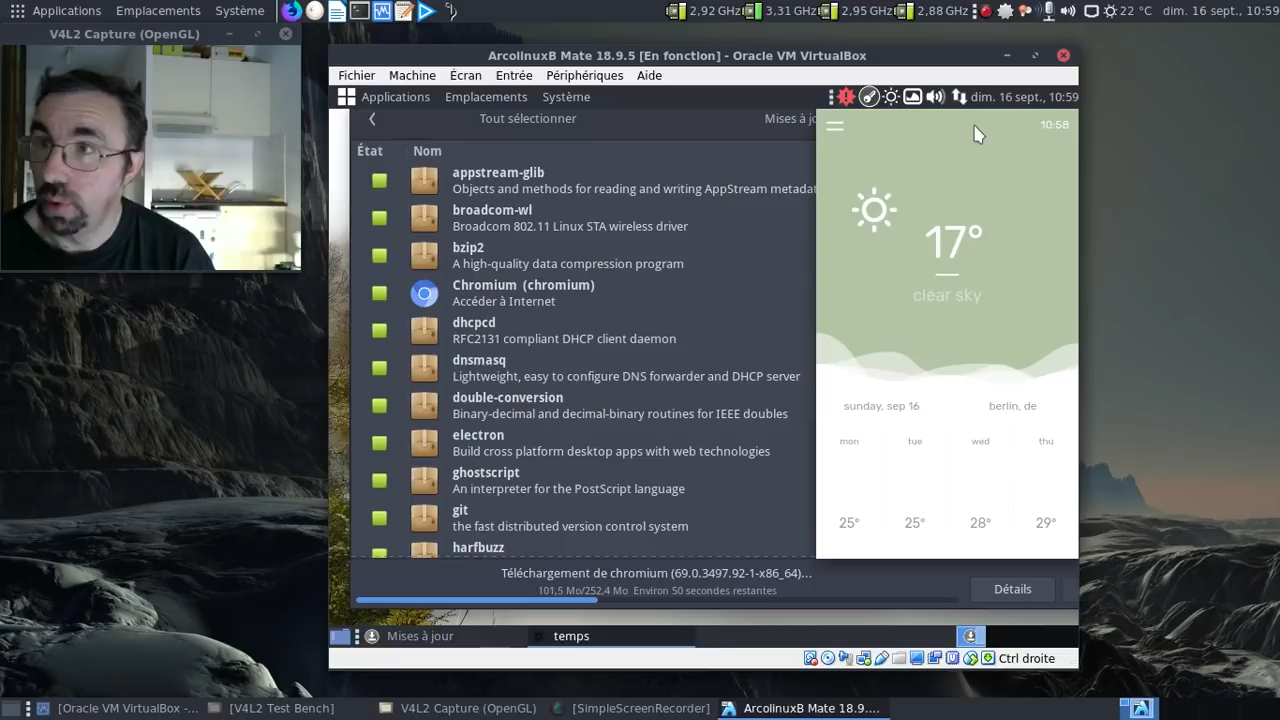 Applications Emplacements Système
2,92 GHz 3,31 GHz 2,95 GHz 2,88 GHz 22 °C dim. 16 sept., 10:59
V4L2 Capture (OpenGL)
ArcolinuxB Mate 18.9.5 [En fonction] - Oracle VM VirtualBox
Fichier Machine Écran Entrée Périphériques Aide
Applications Emplacements Système dim. 16 sept., 10:59
Tout sélectionner Mises à jo
État Nom
appstream-glib
Objects and methods for reading and writing AppStream metadat
broadcom-wl
Broadcom 802.11 Linux STA wireless driver
bzip2
A high-quality data compression program
Chromium (chromium)
Accéder à Internet
dhcpcd
RFC2131 compliant DHCP client daemon
dnsmasq
Lightweight, easy to configure DNS forwarder and DHCP server
double-conversion
Binary-decimal and decimal-binary routines for IEEE doubles
electron
Build cross platform desktop apps with web technologies
ghostscript
An interpreter for the PostScript language
git
the fast distributed version control system
harfbuzz
10:58
17°
clear sky
sunday, sep 16 berlin, de
mon tue wed thu
25° 25° 28° 29°
Téléchargement de chromium (69.0.3497.92-1-x86_64)...
101,5 Mo/252,4 Mo Environ 50 secondes restantes
Détails
Mises à jour temps
Ctrl droite
[Oracle VM VirtualBox -... [V4L2 Test Bench] V4L2 Capture (OpenGL) [SimpleScreenRecorder] ArcolinuxB Mate 18.9....